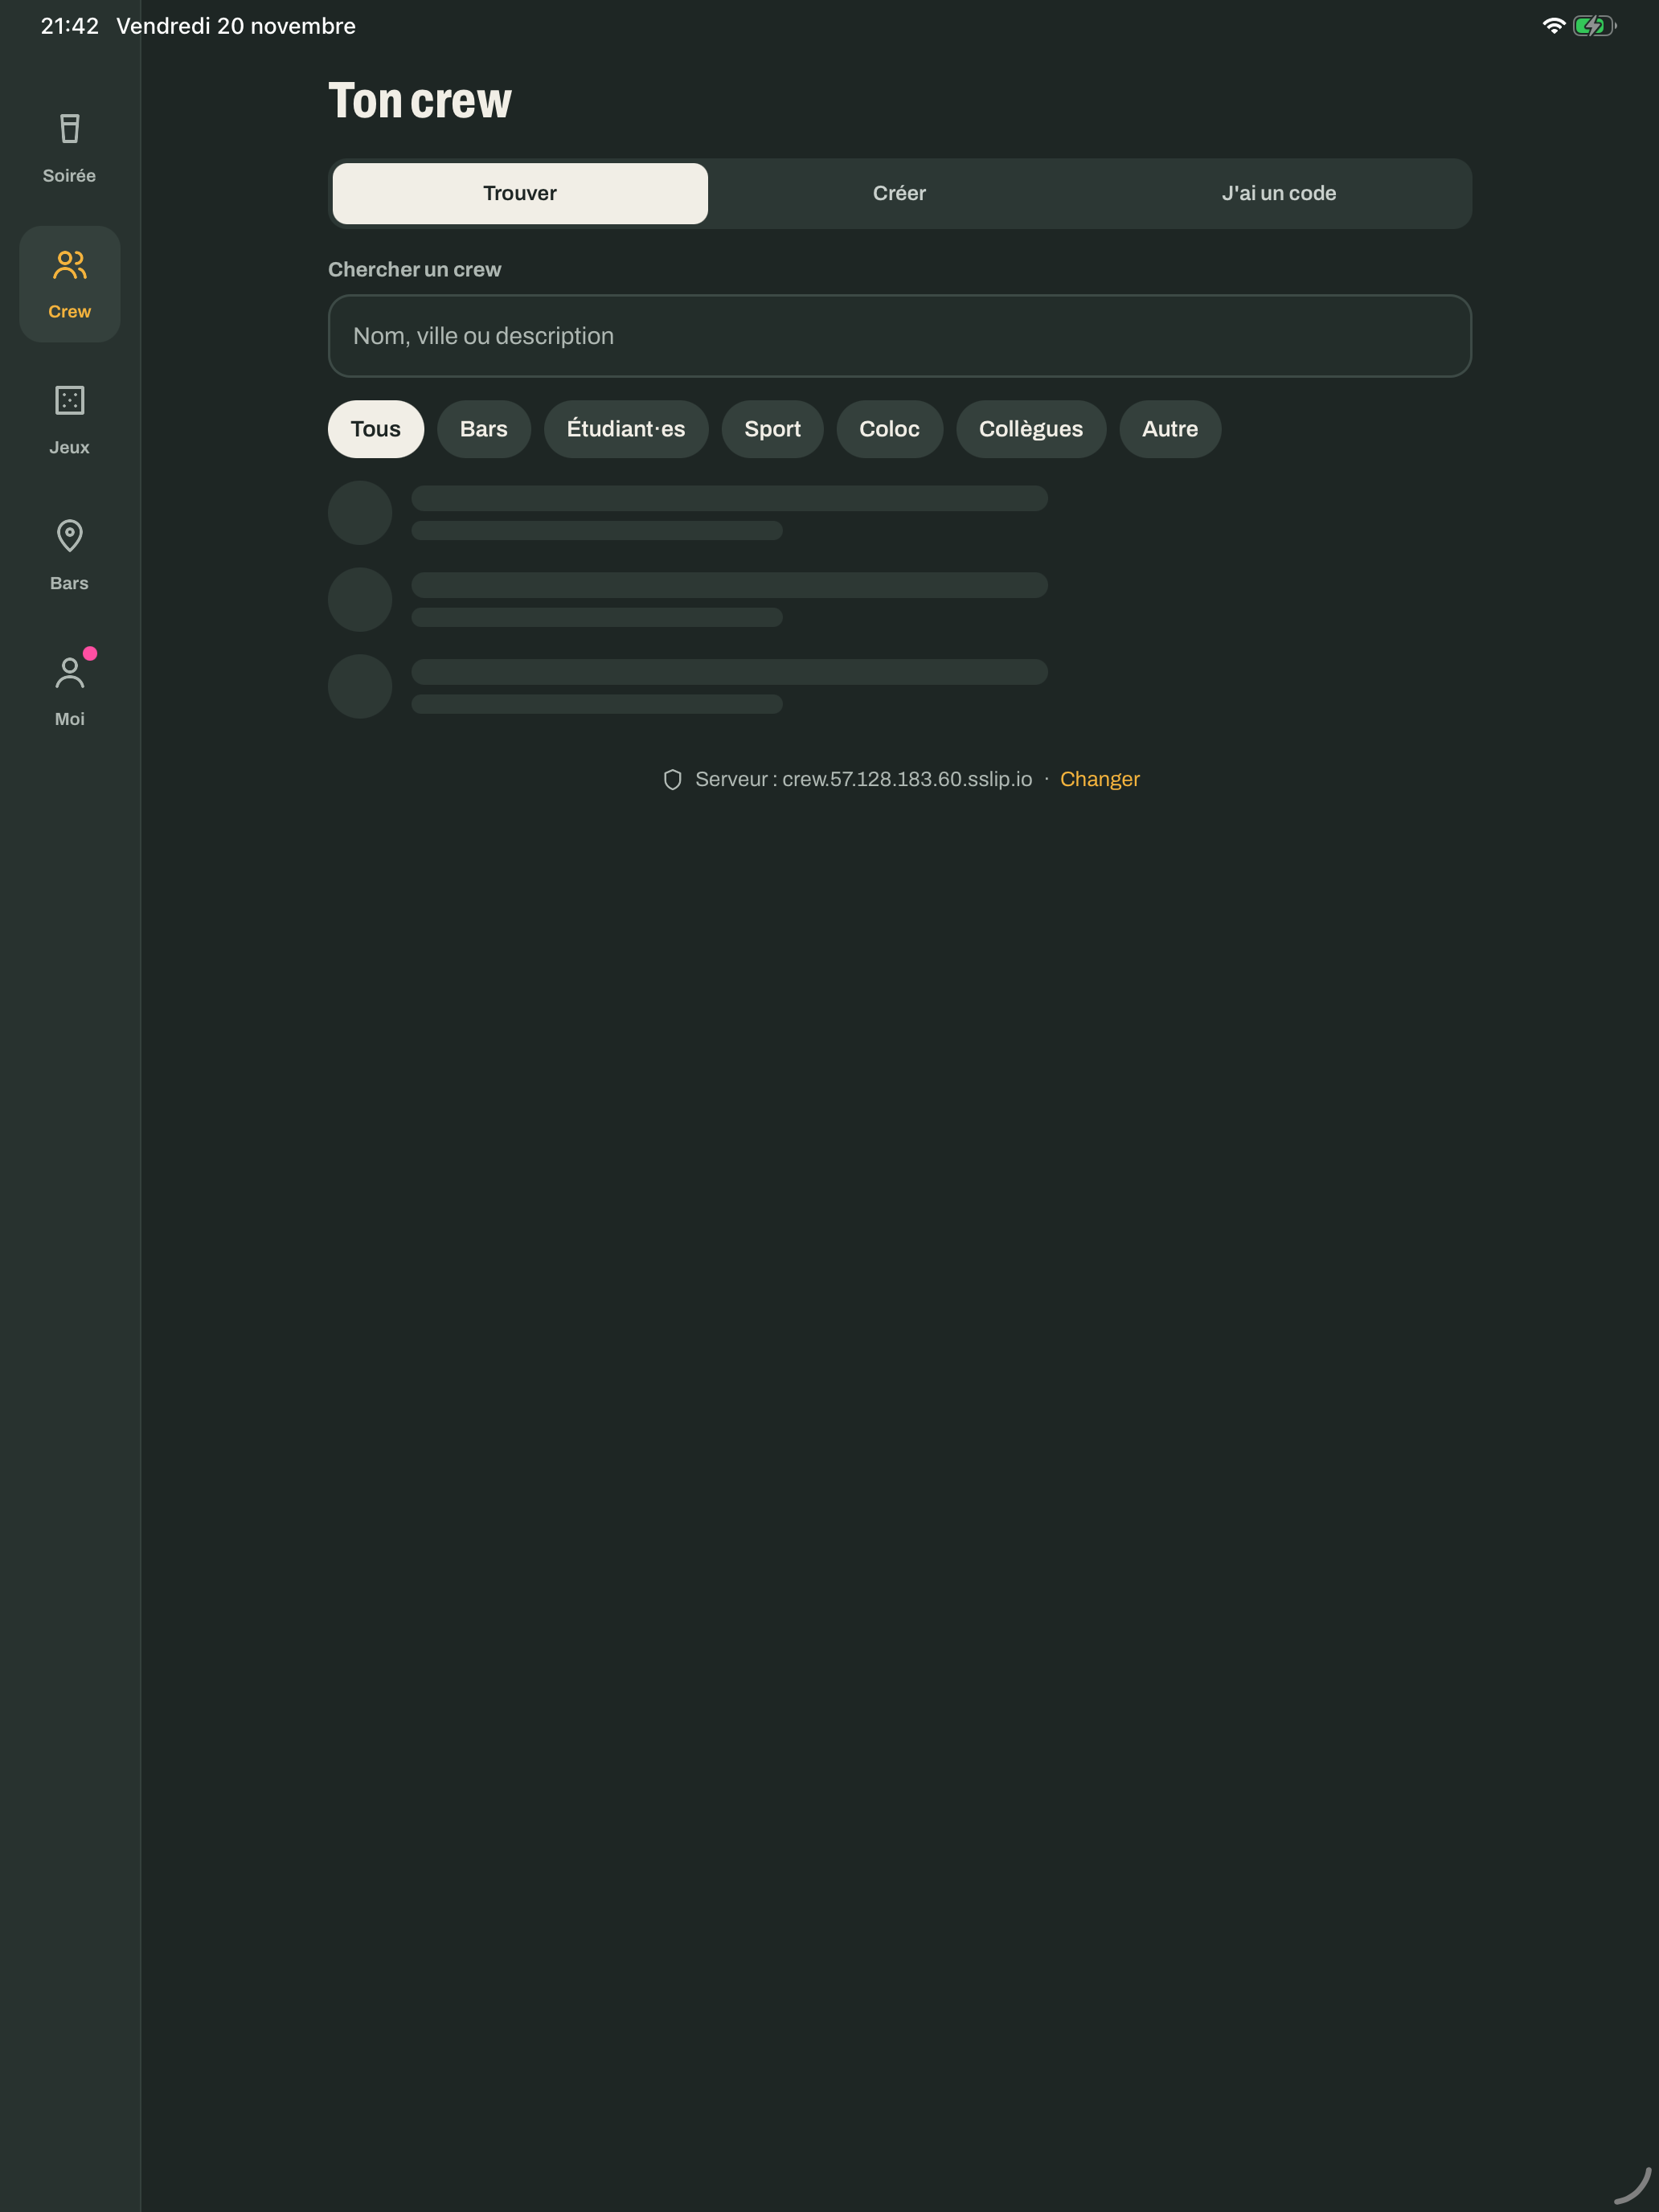 21:42 Vendredi 20 novembre
Soirée
Crew
Jeux
Bars
Moi
Ton crew
Trouver
Créer
J'ai un code
Chercher un crew
Nom, ville ou description
Tous
Bars
Étudiant·es
Sport
Coloc
Collègues
Autre
Serveur : crew.57.128.183.60.sslip.io · Changer